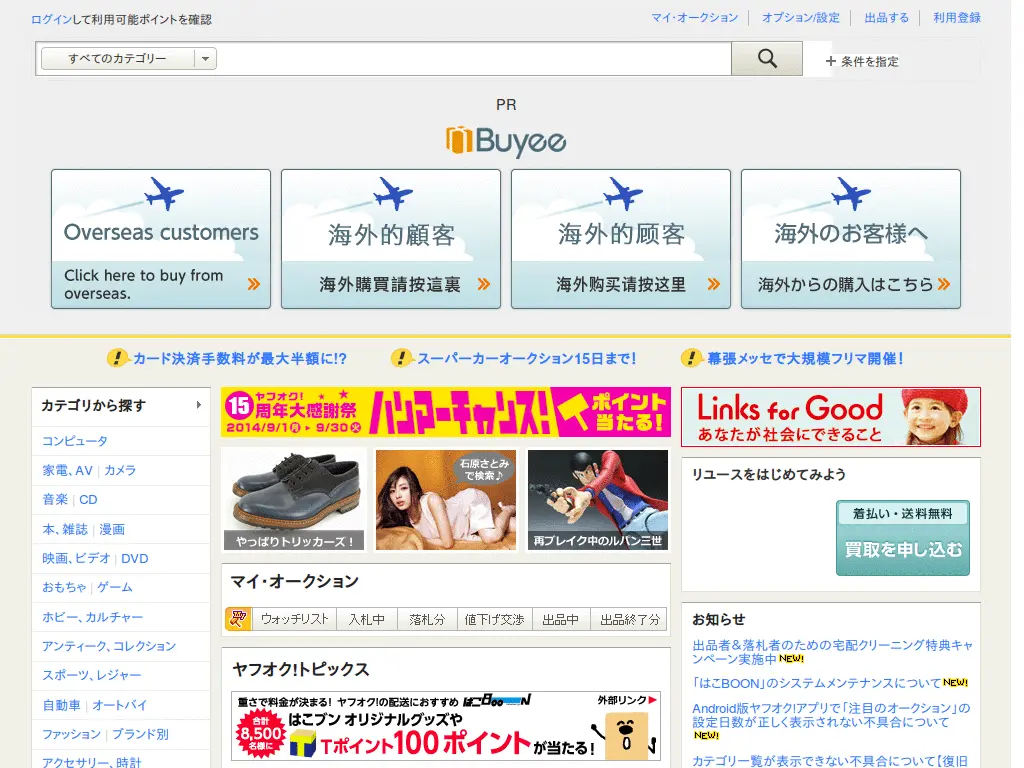 ログインして利用可能ポイントを確認
マイ・オークション オプション/設定 出品する 利用登録
すべてのカテゴリー
+ 条件を指定
PR
Buyee
Overseas customers
Click here to buy from
overseas.
海外的顧客
海外購買請按這裏
海外的顾客
海外购买请按这里
海外のお客様へ
海外からの購入はこちら
カード決済手数料が最大半額に!?
スーパーカーオークション15日まで!
幕張メッセで大規模フリマ開催!
カテゴリから探す
コンピュータ
家電、AV | カメラ
音楽 | CD
本、雑誌 | 漫画
映画、ビデオ | DVD
おもちゃ | ゲーム
ホビー、カルチャー
アンティーク、コレクション
スポーツ、レジャー
自動車 | オートバイ
ファッション | ブランド別
アクセサリー、時計
ヤフオク!
15周年大感謝祭
2014-9/1月 9/30火
ハンマーチャンス!
ポイント
当たる!
やっぱりトリッカーズ!
石原さとみ
で検索♪
再ブレイク中のルパン三世
マイ・オークション
ウォッチリスト 入札中 落札分 値下げ交渉 出品中 出品終了分
ヤフオク!トピックス
重さで料金が決まる! ヤフオク!の配送におすすめ はこBOON
外部リンク
合計
8,500
名様に
はこブン オリジナルグッズや
Tポイント100ポイントが当たる!
Links for Good
あなたが社会にできること
リユースをはじめてみよう
着払い・送料無料
買取を申し込む
お知らせ
出品者&落札者のための宅配クリーニング特典キャ
ンペーン実施中 NEW!
「はこBOON」のシステムメンテナンスについて NEW!
Android版ヤフオク!アプリで「注目のオークション」の
設定日数が正しく表示されない不具合について
NEW!
カテゴリ一覧が表示できない不具合について【復旧